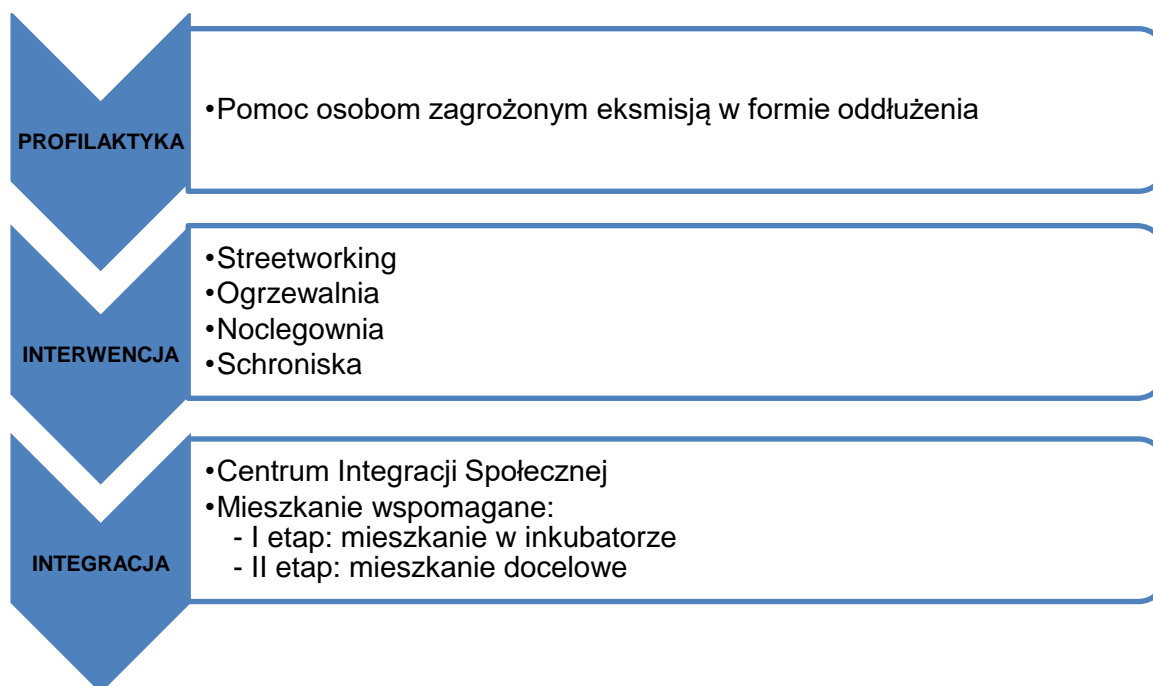 PROFILAKTYKA
•Pomoc osobom zagrożonym eksmisją w formie oddłużenia
INTERWENCJA
•Streetworking
•Ogrzewalnia
•Noclegownia
•Schroniska
INTEGRACJA
•Centrum Integracji Społecznej
•Mieszkanie wspomagane:
- I etap: mieszkanie w inkubatorze
- II etap: mieszkanie docelowe